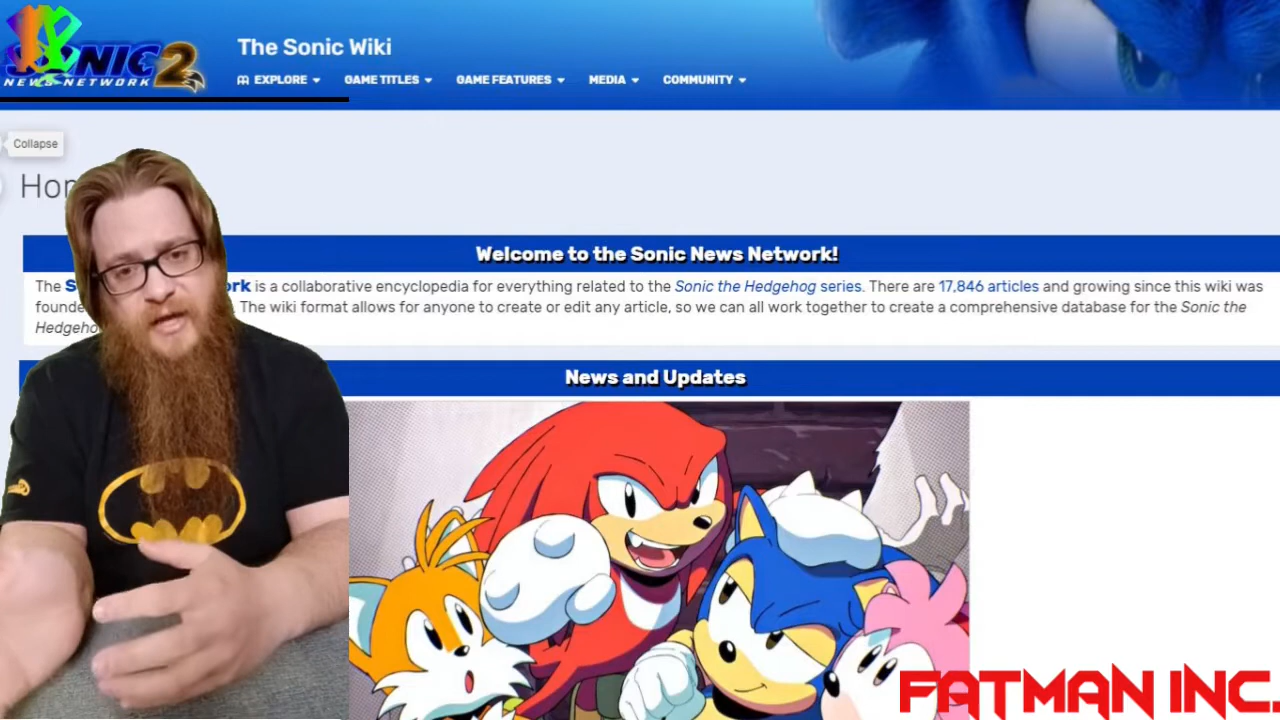 SONIC 2
NEWS NETWORK
The Sonic Wiki
EXPLORE GAME TITLES GAME FEATURES MEDIA COMMUNITY
Collapse
Hor
Welcome to the Sonic News Network!
The S rk is a collaborative encyclopedia for everything related to the Sonic the Hedgehog series. There are 17,846 articles and growing since this wiki was
founde . The wiki format allows for anyone to create or edit any article, so we can all work together to create a comprehensive database for the Sonic the
Hedgeho
News and Updates
FATMAN INC.